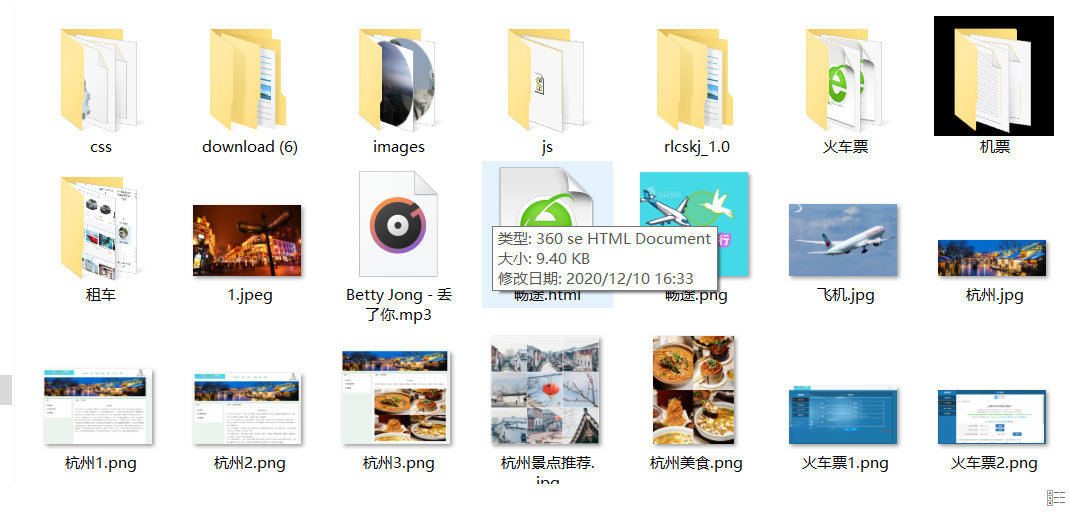 css
download (6)
images
js
rlcskj_1.0
火车票
机票
租车
1.jpeg
Betty Jong - 丢
了你.mp3
类型: 360 se HTML Document
大小: 9.40 KB
修改日期: 2020/12/10 16:33
畅途.html
畅途.png
飞机.jpg
杭州.jpg
杭州1.png
杭州2.png
杭州3.png
杭州景点推荐.
jpg
杭州美食.png
火车票1.png
火车票2.png